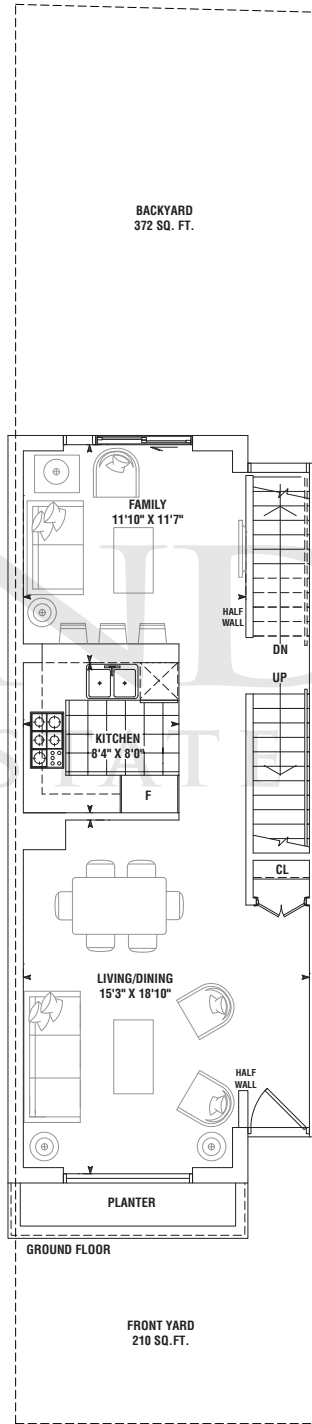 BACKYARD
372 SQ. FT.
FAMILY
11'10" X 11'7"
HALF
WALL
DN
UP
KITCHEN
8'4" X 8'0"
F
CL
LIVING/DINING
15'3" X 18'10"
HALF
WALL
PLANTER
GROUND FLOOR
FRONT YARD
210 SQ.FT.